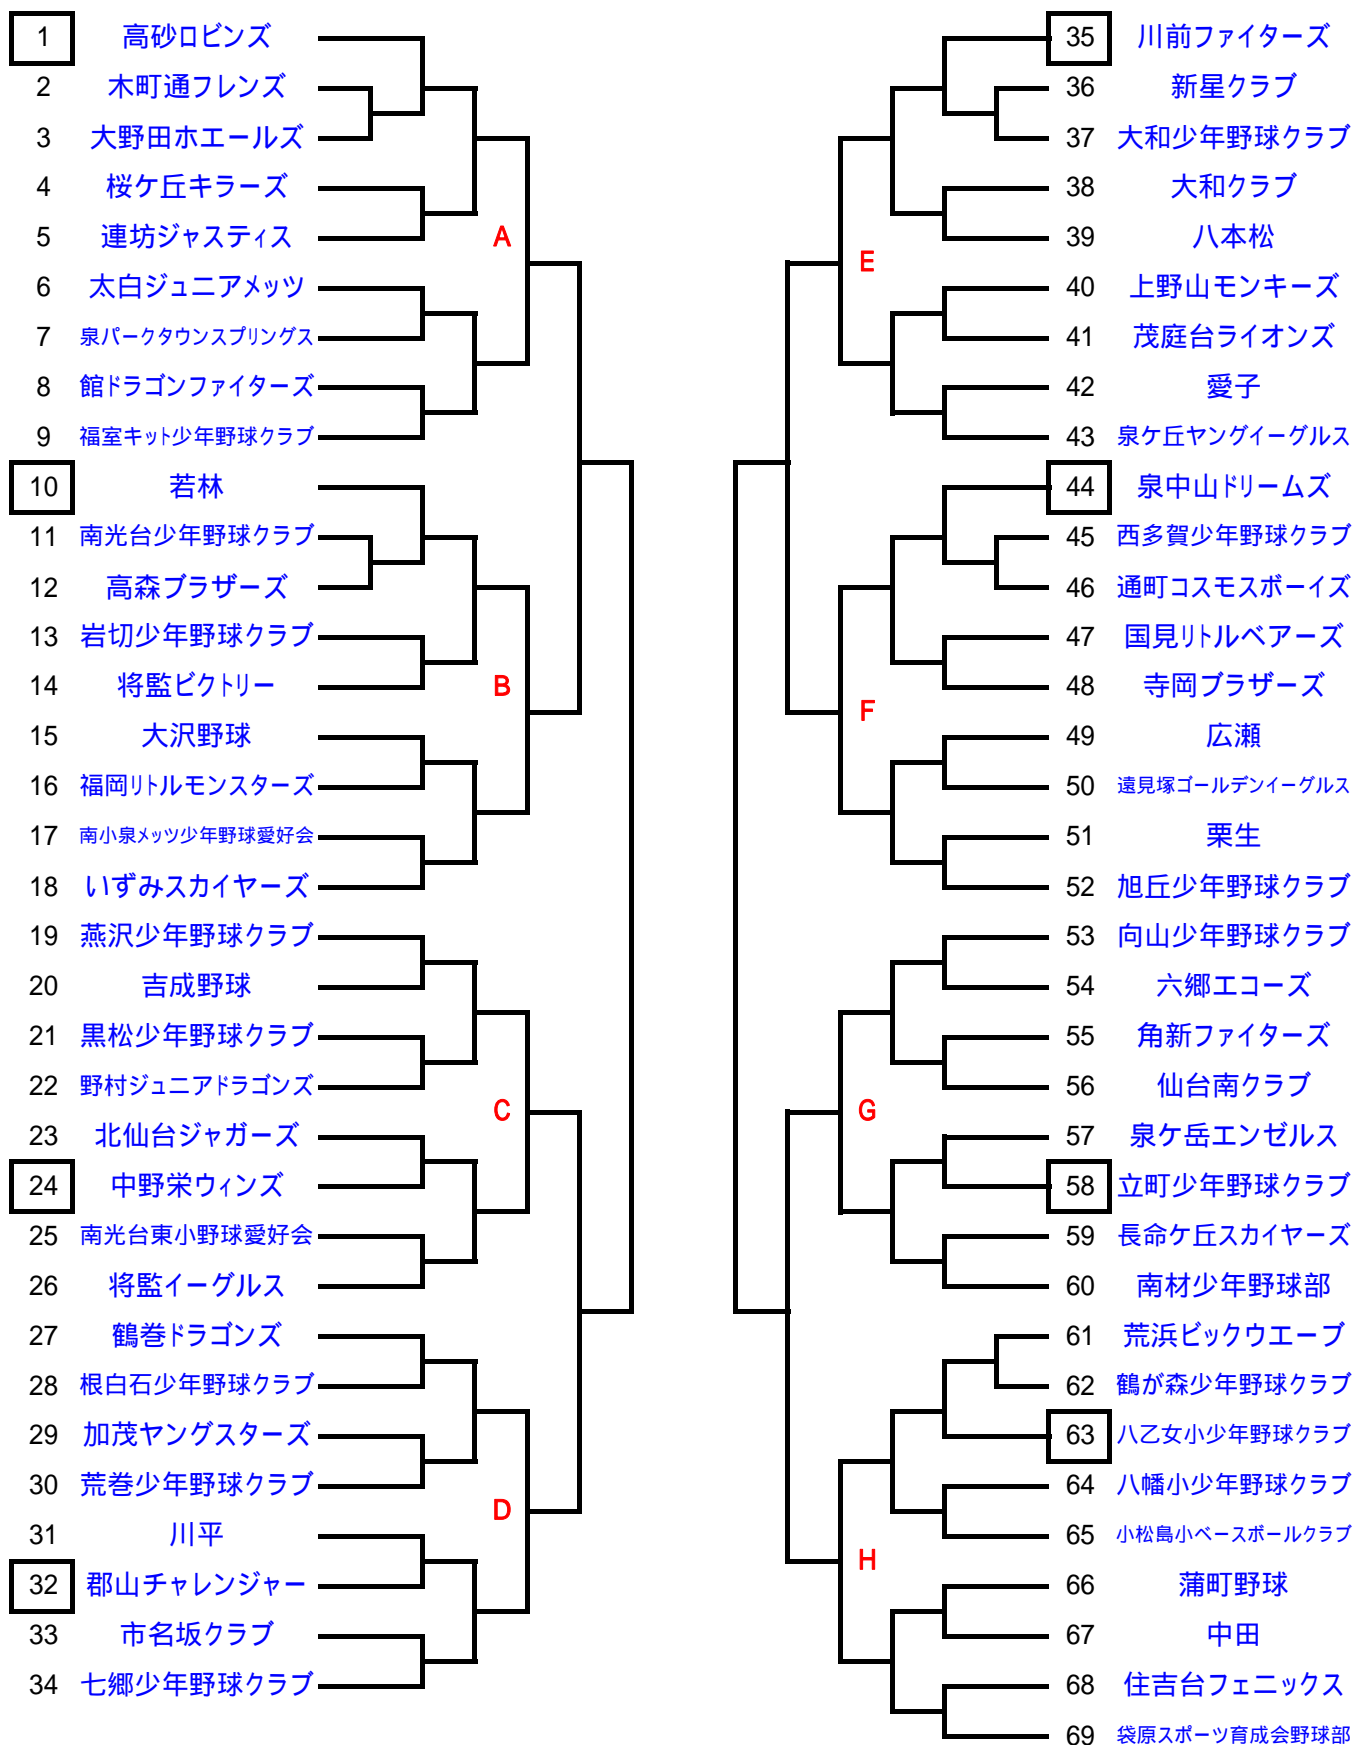 1 高砂ロビンズ
2 木町通フレンズ
3 大野田ホエールズ
4 桜ケ丘キラーズ
5 連坊ジャスティス
A
6 太白ジュニアメッツ
7 泉パークタウンスプリングス
8 館ドラゴンファイターズ
9 福室キット少年野球クラブ
10 若林
11 南光台少年野球クラブ
12 高森ブラザーズ
13 岩切少年野球クラブ
14 将監ビクトリー
B
15 大沢野球
16 福岡リトルモンスターズ
17 南小泉メッツ少年野球愛好会
18 いずみスカイヤーズ
19 燕沢少年野球クラブ
20 吉成野球
21 黒松少年野球クラブ
22 野村ジュニアドラゴンズ
C
23 北仙台ジャガーズ
24 中野栄ウィンズ
25 南光台東小野球愛好会
26 将監イーグルス
27 鶴巻ドラゴンズ
28 根白石少年野球クラブ
29 加茂ヤングスターズ
30 荒巻少年野球クラブ
D
31 川平
32 郡山チャレンジャー
33 市名坂クラブ
34 七郷少年野球クラブ
35 川前ファイターズ
36 新星クラブ
37 大和少年野球クラブ
38 大和クラブ
39 八本松
E
40 上野山モンキーズ
41 茂庭台ライオンズ
42 愛子
43 泉ケ丘ヤングイーグルス
44 泉中山ドリームズ
45 西多賀少年野球クラブ
46 通町コスモスボーイズ
47 国見リトルベアーズ
48 寺岡ブラザーズ
F
49 広瀬
50 遠見塚ゴールデンイーグルス
51 栗生
52 旭丘少年野球クラブ
53 向山少年野球クラブ
54 六郷エコーズ
55 角新ファイターズ
56 仙台南クラブ
G
57 泉ケ岳エンゼルス
58 立町少年野球クラブ
59 長命ケ丘スカイヤーズ
60 南材少年野球部
61 荒浜ビックウエーブ
62 鶴が森少年野球クラブ
63 八乙女小少年野球クラブ
64 八幡小少年野球クラブ
65 小松島小ベースボールクラブ
H
66 蒲町野球
67 中田
68 住吉台フェニックス
69 袋原スポーツ育成会野球部